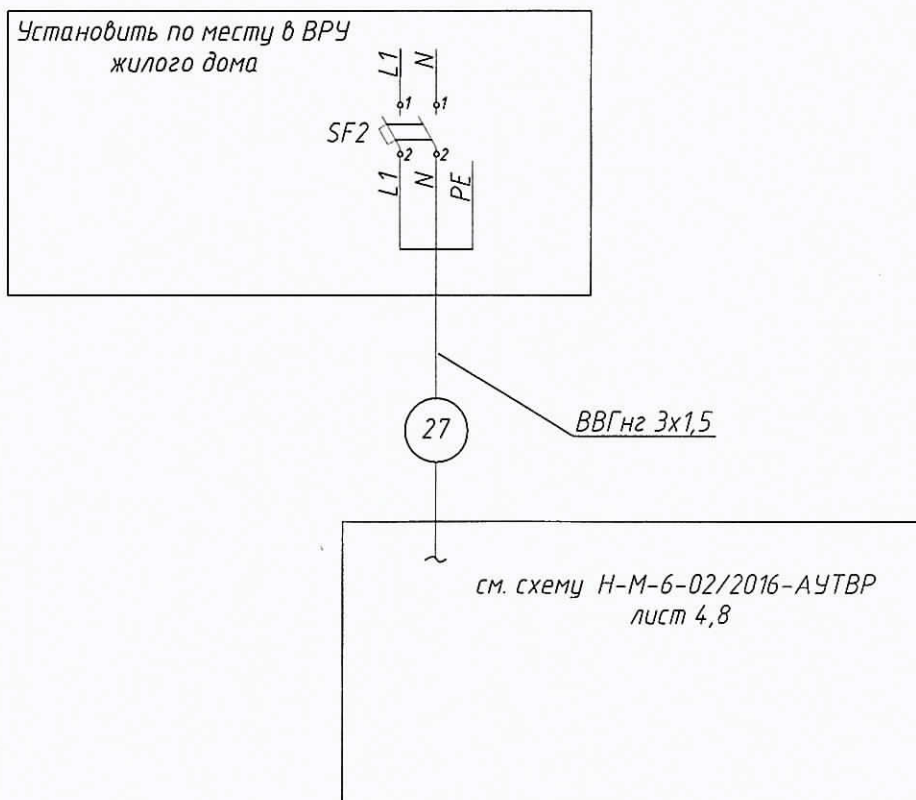 Установить по месту в ВРУ
жилого дома
L1 N
1 1
SF2
2 2
L1 N PE
27
ВВГнг 3х1,5
см. схему Н-М-6-02/2016-АУТВР
лист 4,8